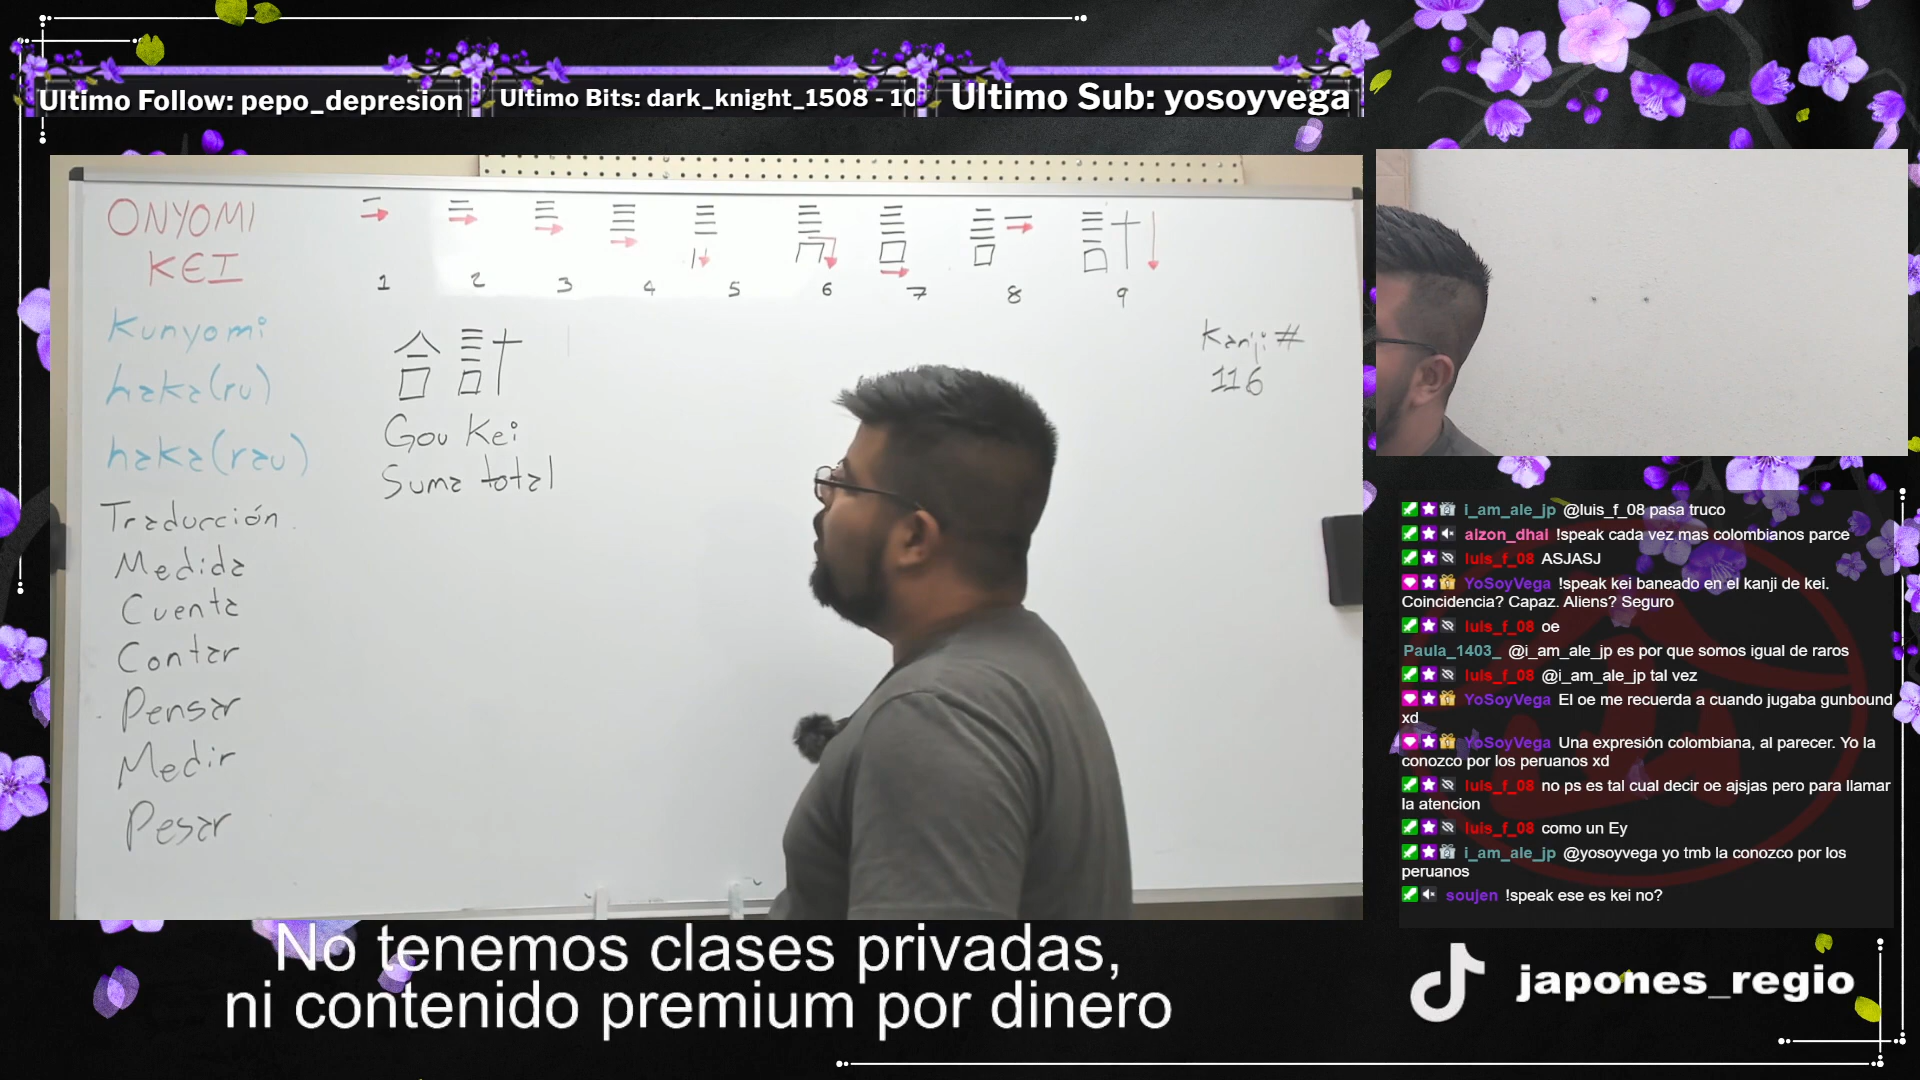 Ultimo Follow: pepo_depresion
Ultimo Bits: dark_knight_1508 - 10
Ultimo Sub: yosoyvega
ONYOMI
KEI
Kunyomi
haka(ru)
haka(rau)
Traducción
Medida
Cuenta
Contar
Pensar
Medir
Pesar
1 2 3 4 5 6 7 8 9
合計
Gou Kei
Suma total
Kanji #
116
i_am_ale_jp @luis_f_08 pasa truco
aizon_dhal !speak cada vez mas colombianos parce
luis_f_08 ASJASJ
YoSoyVega !speak kei baneado en el kanji de kei.
Coincidencia? Capaz. Aliens? Seguro
luis_f_08 oe
Paula_1403_ @i_am_ale_jp es por que somos igual de raros
luis_f_08 @i_am_ale_jp tal vez
YoSoyVega El oe me recuerda a cuando jugaba gunbound
xd
YoSoyVega Una expresión colombiana, al parecer. Yo la
conozco por los peruanos xd
luis_f_08 no ps es tal cual decir oe ajsjas pero para llamar
la atencion
luis_f_08 como un Ey
i_am_ale_jp @yosoyvega yo tmb la conozco por los
peruanos
soujen !speak ese es kei no?
No tenemos clases privadas,
ni contenido premium por dinero
japones_regio